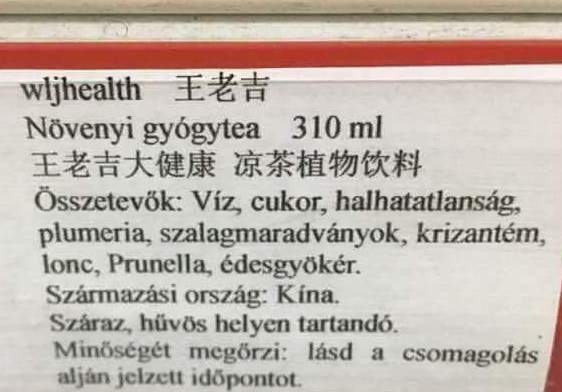 wljhealth 王老吉
Növenyi gyógytea 310 ml
王老吉大健康 凉茶植物饮料
Összetevők: Víz, cukor, halhatatlanság,
plumeria, szalagmaradványok, krizantém,
lonc, Prunella, édesgyökér.
Származási ország: Kína.
Száraz, hűvös helyen tartandó.
Minőségét megőrzi: lásd a csomagolás
alján jelzett időpontot.